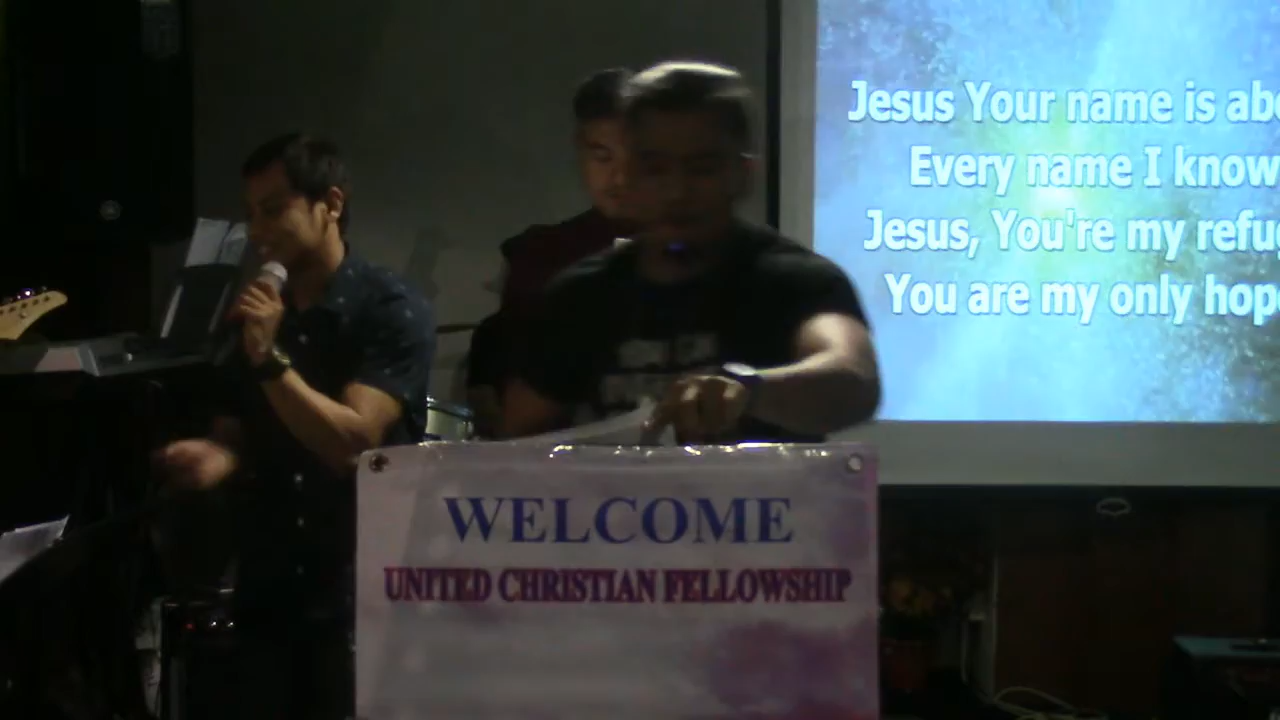 Jesus Your name is
Every name I know
Jesus, You're my
You are my only
WELCOME
UNITED CHRISTIAN FELLOWSHIP